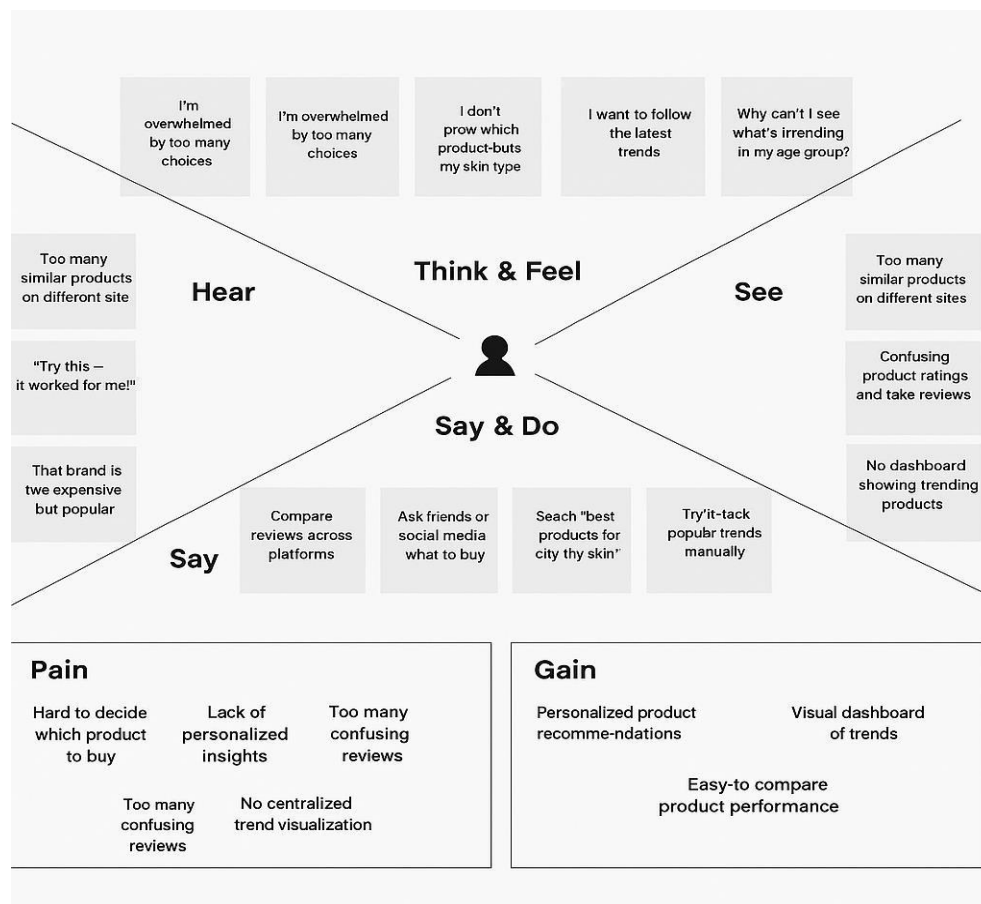 I'm
overwhelmed
by too many
choices
I'm overwhelmed
by too many
choices
I don't
prow which
product-buts
my skin type
I want to follow
the latest
trends
Why can't I see
what's irrending
in my age group?
Think & Feel
Hear
See
Too many
similar products
on differont site
"Try this —
it worked for me!"
That brand is
twe expensive
but popular
Too many
similar products
on different sites
Confusing
product ratings
and take reviews
No dashboard
showing trending
products
Say & Do
Say
Compare
reviews across
platforms
Ask friends or
social media
what to buy
Seach "best
products for
city thy skin"
Try'it-tack
popular trends
manually
Pain
Hard to decide
which product
to buy
Lack of
personalized
insights
Too many
confusing
reviews
Too many
confusing
reviews
No centralized
trend visualization
Gain
Personalized product
recomme-ndations
Visual dashboard
of trends
Easy-to compare
product performance